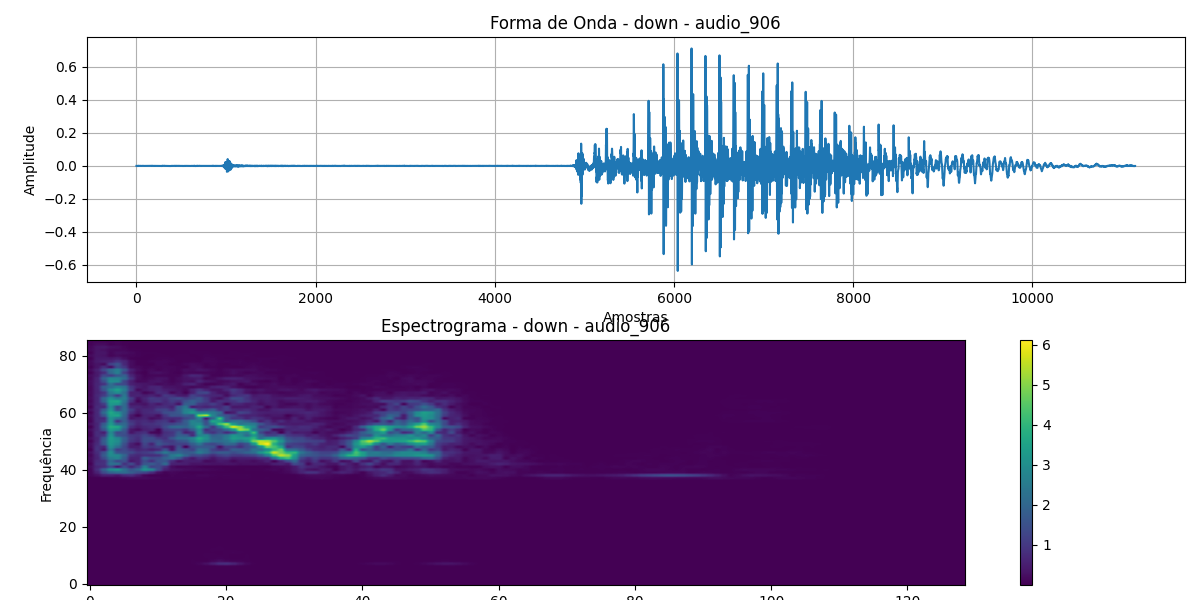 Forma de Onda - down - audio_906
Amplitude
0.6
0.4
0.2
0.0
−0.2
−0.4
−0.6
0 2000 4000 6000 8000 10000
Amostras
Espectrograma - down - audio_906
Frequência
80
60
40
20
0
0 20 40 60 80 100 120
6
5
4
3
2
1